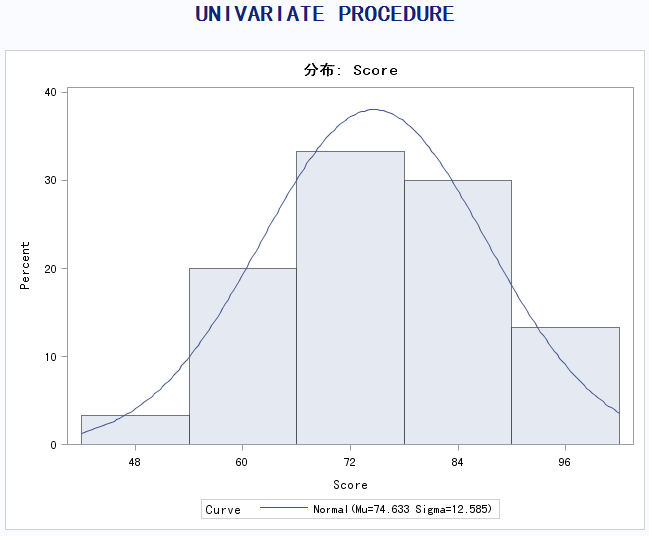 UNIVARIATE PROCEDURE
分布: Score
40
30
20
10
0
Percent
48 60 72 84 96
Score
Curve Normal(Mu=74.633 Sigma=12.585)